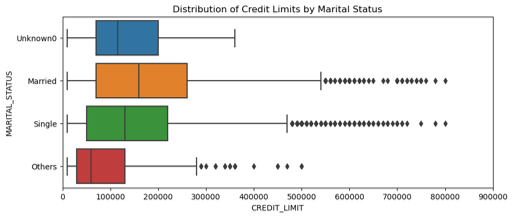 Distribution of Credit Limits by Marital Status
MARITAL_STATUS
Unknown0
Married
Single
Others
0 100000 200000 300000 400000 500000 600000 700000 800000 900000
CREDIT_LIMIT